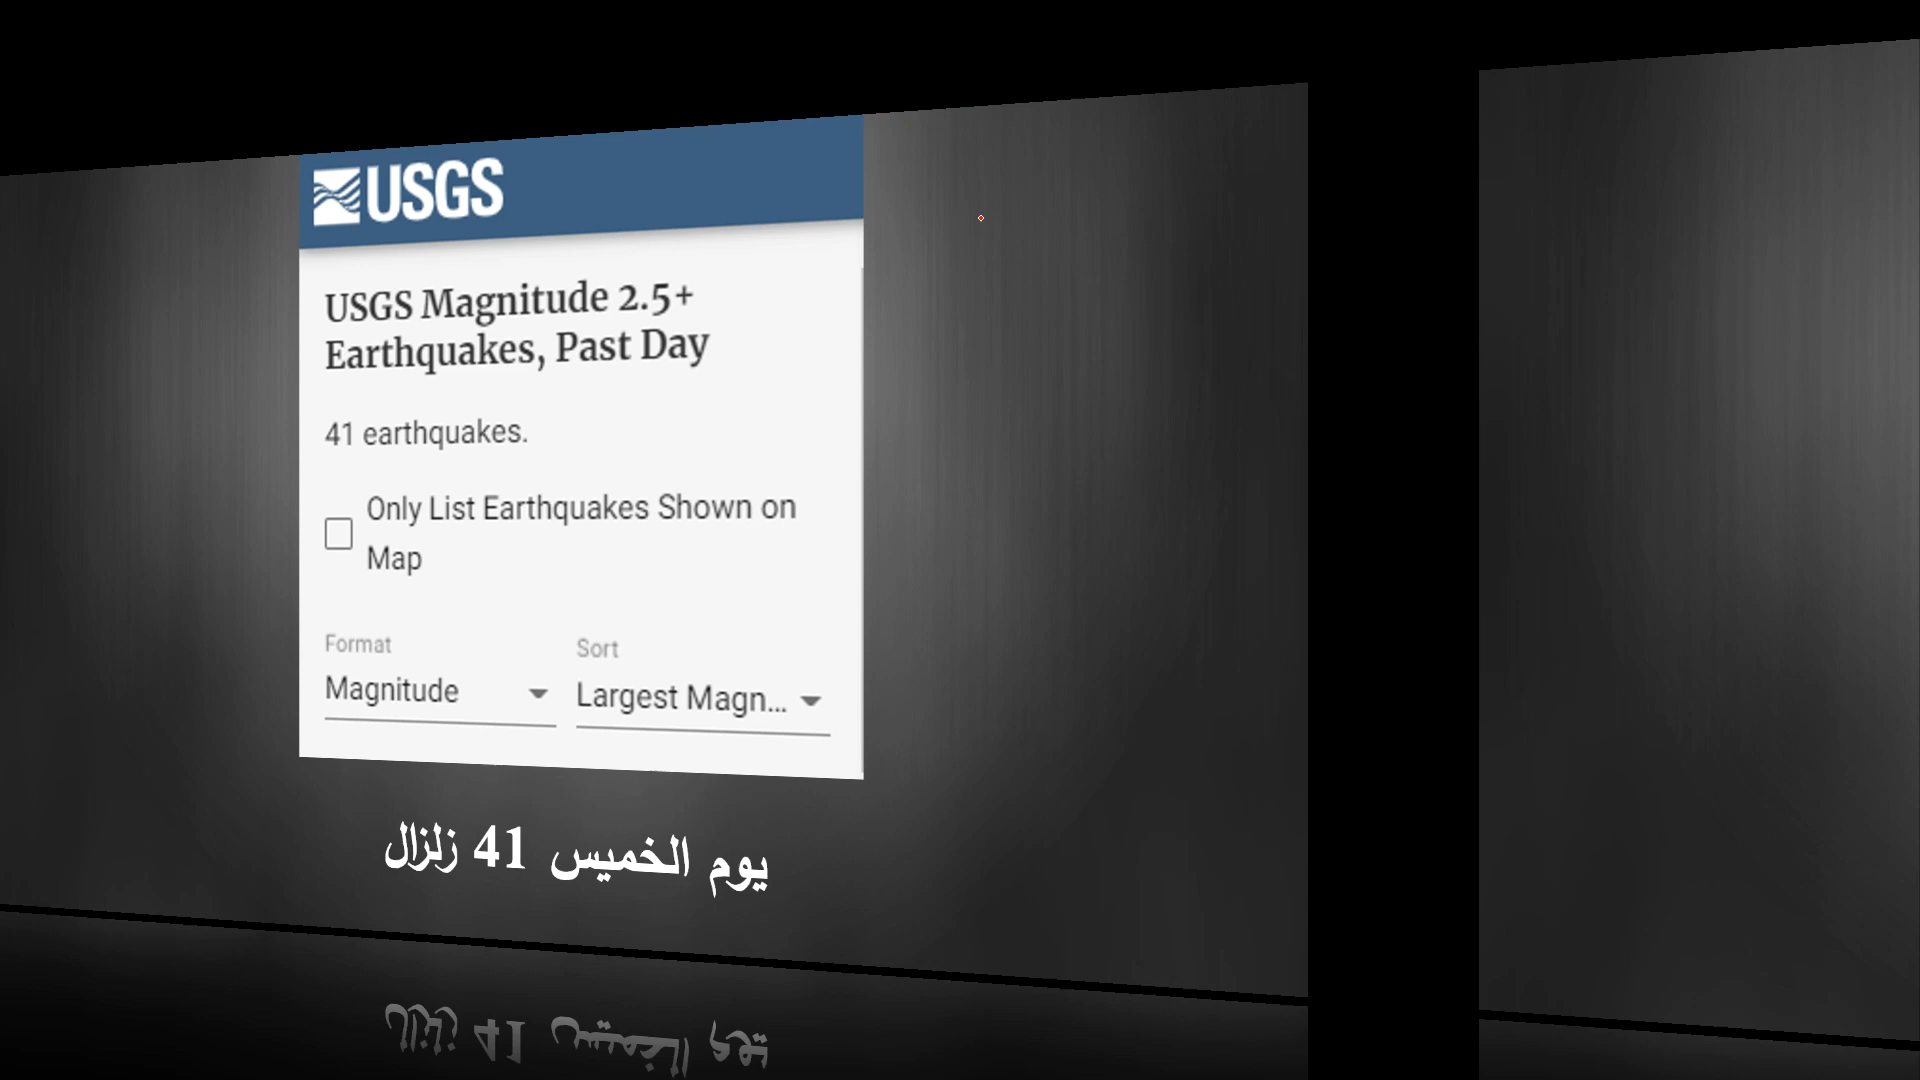 USGS
USGS Magnitude 2.5+
Earthquakes, Past Day
41 earthquakes.
Only List Earthquakes Shown on
Map
Format
Sort
Magnitude
Largest Magn...
يوم الخميس 41 زلزال